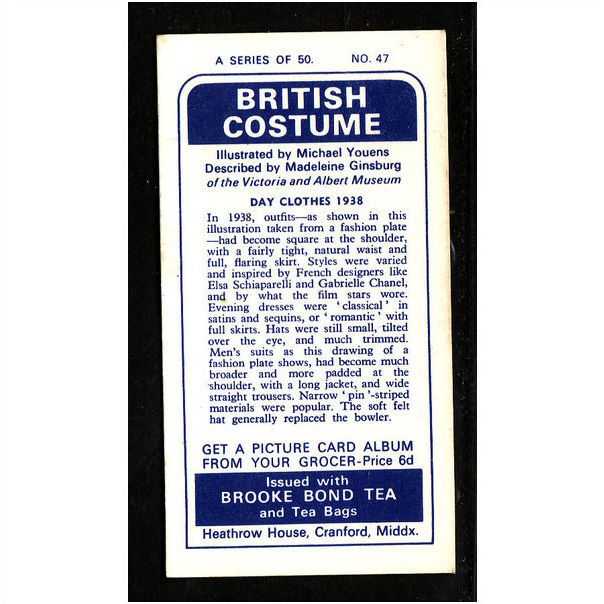 A SERIES OF 50. NO. 47
BRITISH
COSTUME
Illustrated by Michael Youens
Described by Madeleine Ginsburg
of the Victoria and Albert Museum
DAY CLOTHES 1938
In 1938, outfits—as shown in this
illustration taken from a fashion plate
—had become square at the shoulder,
with a fairly tight, natural waist and
full, flaring skirt. Styles were varied
and inspired by French designers like
Elsa Schiaparelli and Gabrielle Chanel,
and by what the film stars wore.
Evening dresses were ‘classical’ in
satins and sequins, or ‘romantic’ with
full skirts. Hats were still small, tilted
over the eye, and much trimmed.
Men's suits as this drawing of a
fashion plate shows, had become much
broader and more padded at the
shoulder, with a long jacket, and wide
straight trousers. Narrow ‘pin’-striped
materials were popular. The soft felt
hat generally replaced the bowler.
GET A PICTURE CARD ALBUM
FROM YOUR GROCER-Price 6d
Issued with
BROOKE BOND TEA
and Tea Bags
Heathrow House, Cranford, Middx.